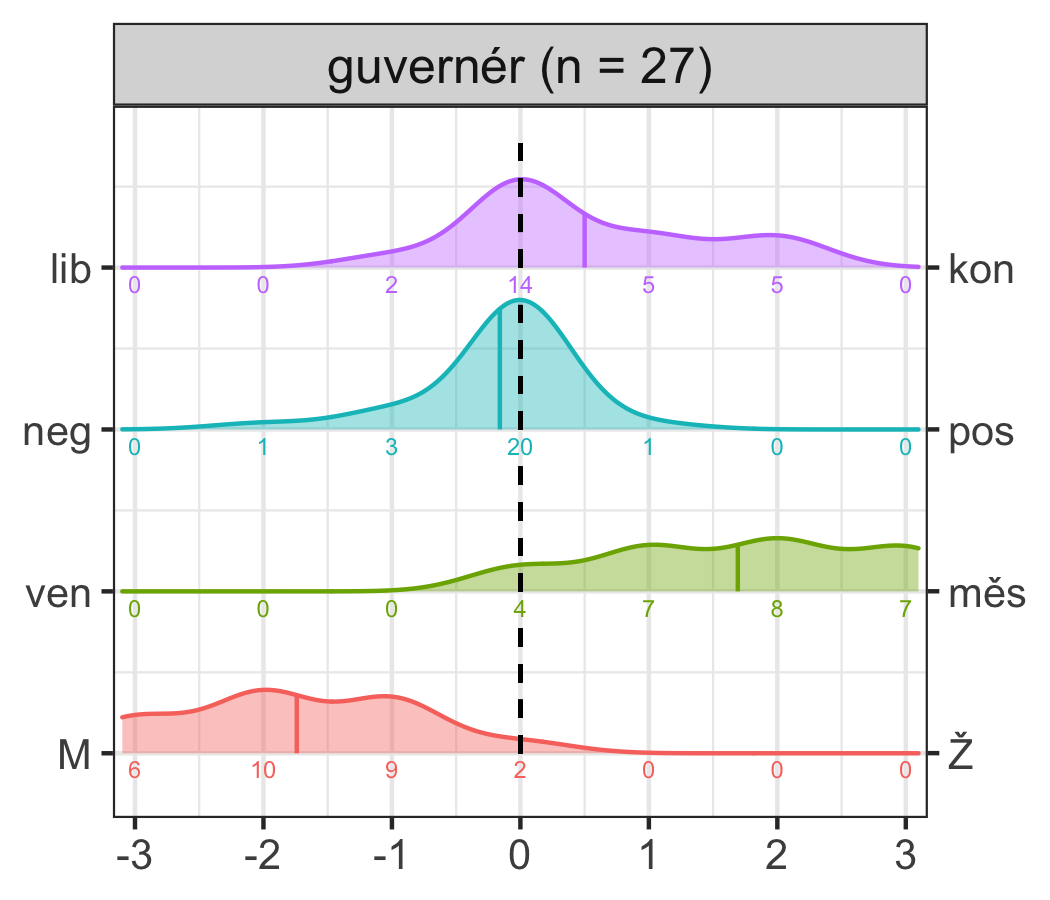 guvernér (n = 27)
lib kon
0 0 2 14 5 5 0
neg pos
0 1 3 20 1 0 0
ven měs
0 0 0 4 7 8 7
M Ž
6 10 9 2 0 0 0
-3 -2 -1 0 1 2 3